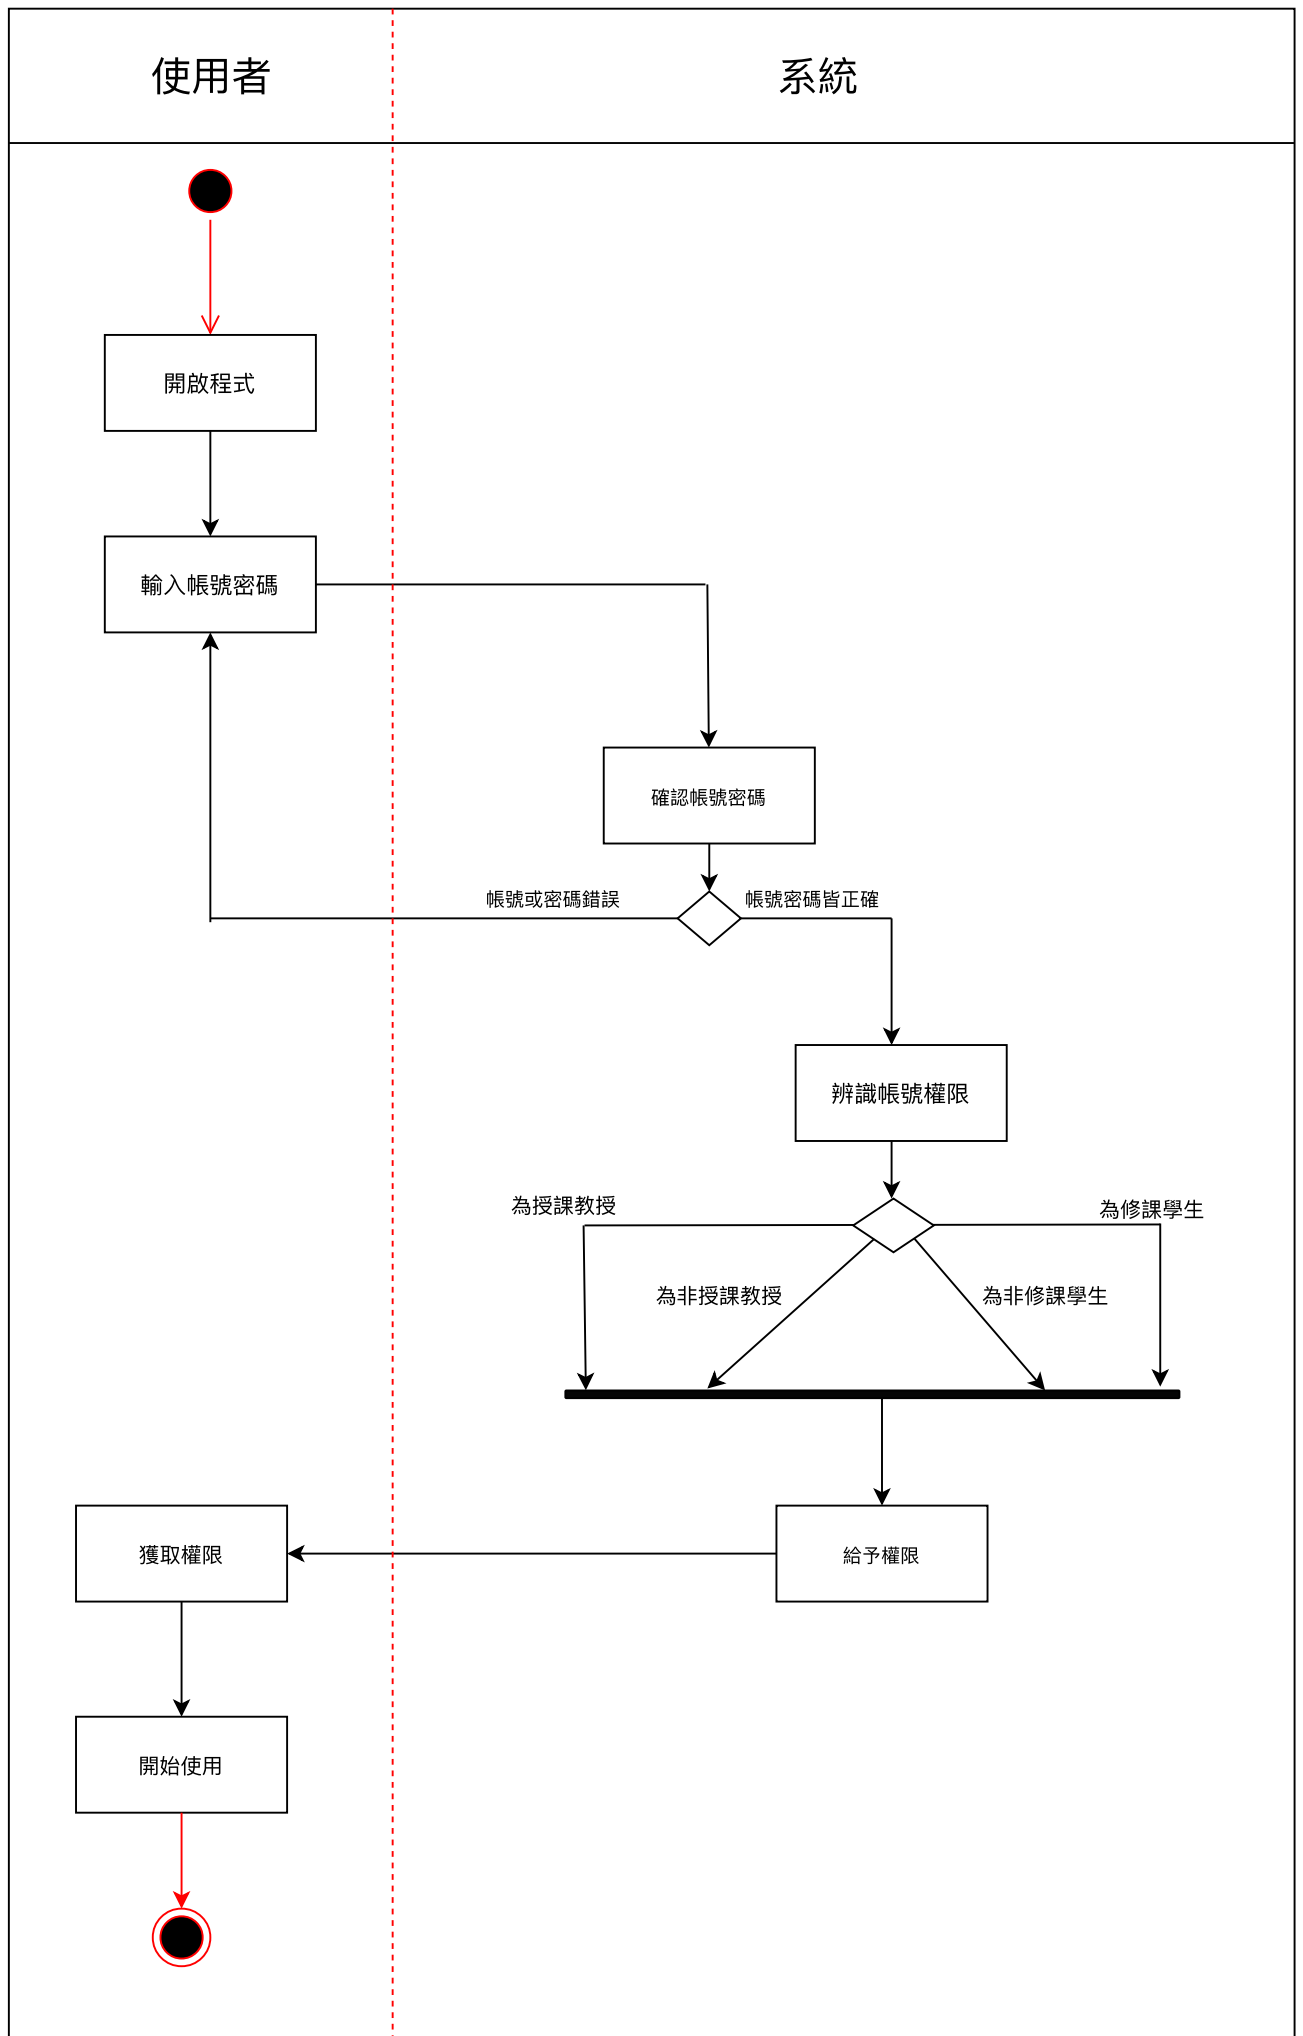 使用者
系統
開啟程式
輸入帳號密碼
確認帳號密碼
帳號或密碼錯誤
帳號密碼皆正確
辨識帳號權限
為授課教授
為修課學生
為非授課教授
為非修課學生
獲取權限
給予權限
開始使用